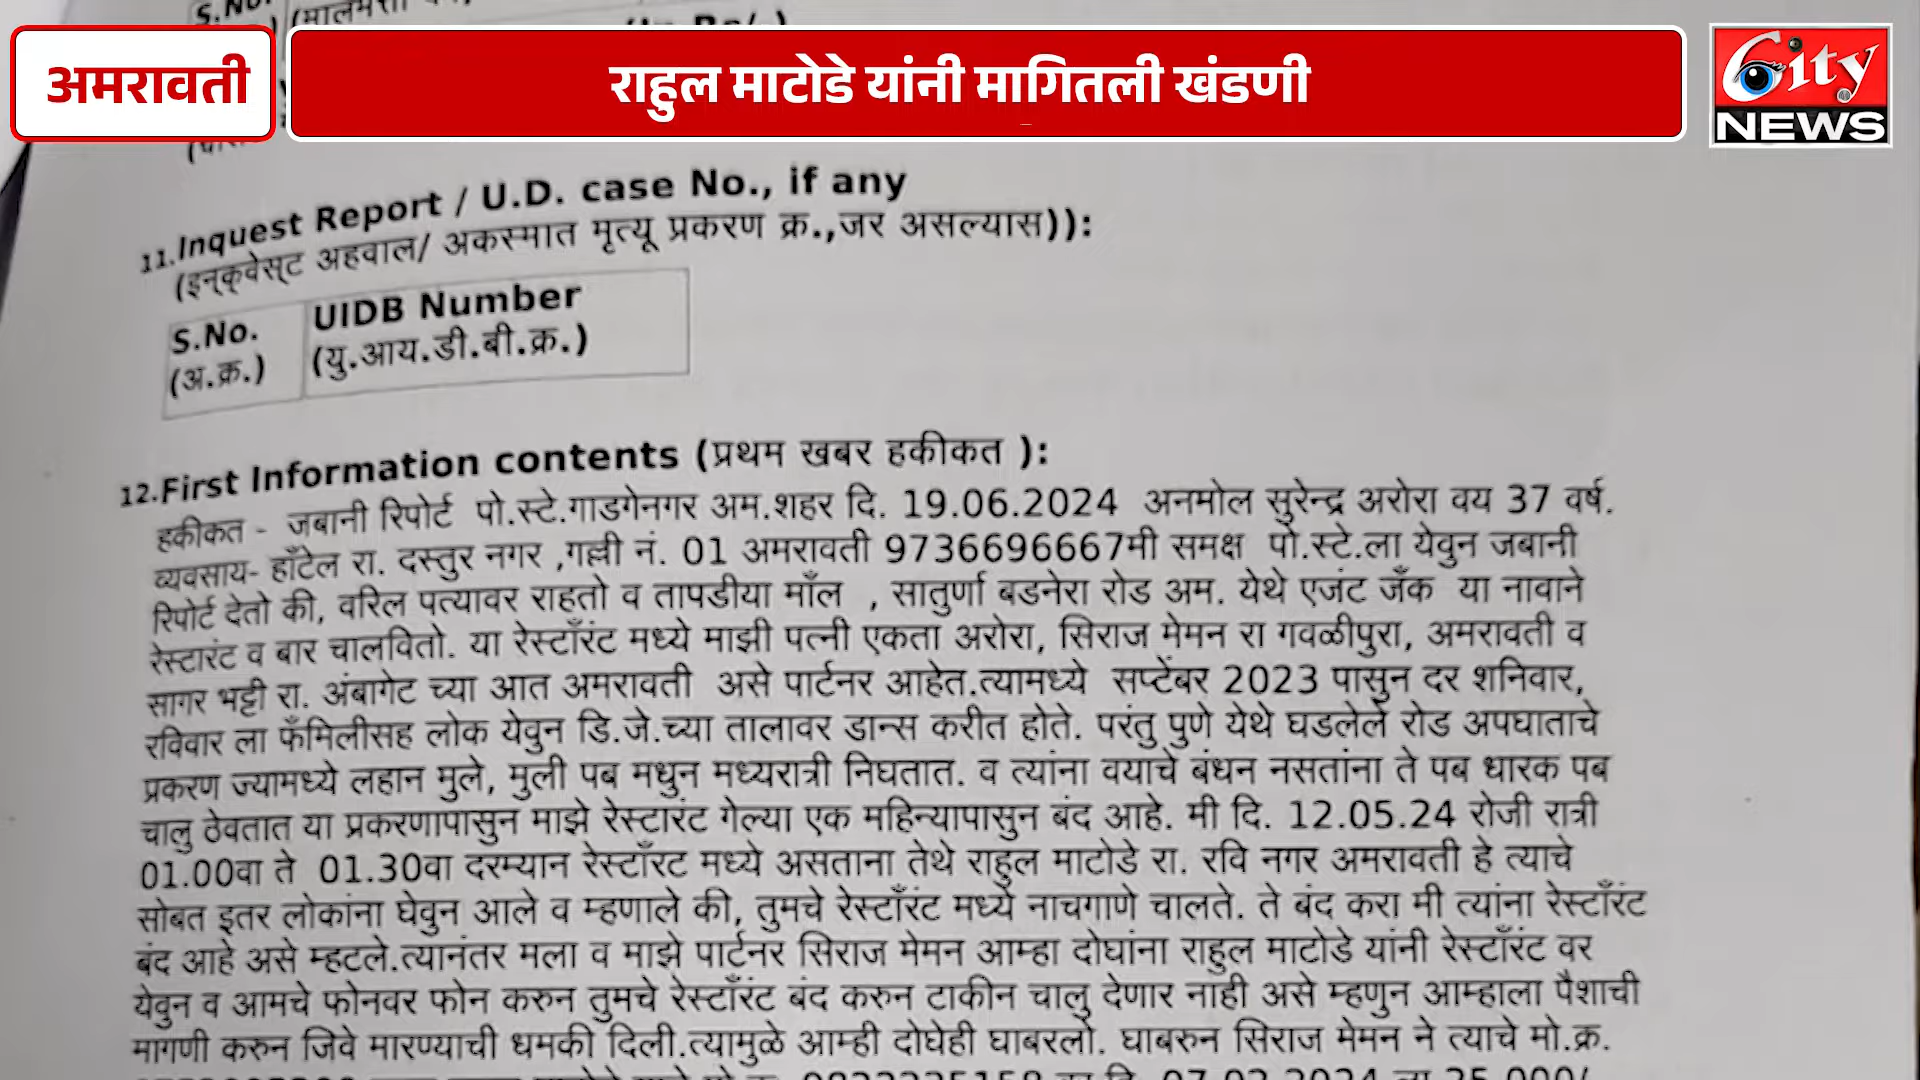 S.No.
अमरावती
राहुल माटोडे यांनी मागितली खंडणी
City
NEWS
11.Inquest Report / U.D. case No., if any
(इन्क्वेस्ट अहवाल/ अकस्मात मृत्यू प्रकरण क्र.,जर असल्यास)):
S.No. UIDB Number
(अ.क्र.) (यु.आय.डी.बी.क्र.)
12.First Information contents (प्रथम खबर हकीकत ):
हकीकत - जबानी रिपोर्ट पो.स्टे.गाडगेनगर अम.शहर दि. 19.06.2024 अनमोल सुरेन्द्र अरोरा वय 37 वर्ष.
व्यवसाय- हॉटेल रा. दस्तुर नगर ,गल्ली नं. 01 अमरावती 9736696667मी समक्ष पो.स्टे.ला येवुन जबानी
रिपोर्ट देतो की, वरिल पत्यावर राहतो व तापडीया मॉल , सातुर्णा बडनेरा रोड अम. येथे एजंट जॅक या नावाने
रेस्टारंट व बार चालवितो. या रेस्टॉरंट मध्ये माझी पत्नी एकता अरोरा, सिराज मेमन रा गवळीपुरा, अमरावती व
सागर भट्टी रा. अंबागेट च्या आत अमरावती असे पार्टनर आहेत.त्यामध्ये सप्टेंबर 2023 पासुन दर शनिवार,
रविवार ला फॅमिलीसह लोक येवुन डि.जे.च्या तालावर डान्स करीत होते. परंतु पुणे येथे घडलेले रोड अपघाताचे
प्रकरण ज्यामध्ये लहान मुले, मुली पब मधुन मध्यरात्री निघतात. व त्यांना वयाचे बंधन नसतांना ते पब धारक पब
चालु ठेवतात या प्रकरणापासुन माझे रेस्टारंट गेल्या एक महिन्यापासुन बंद आहे. मी दि. 12.05.24 रोजी रात्री
01.00वा ते 01.30वा दरम्यान रेस्टॉरट मध्ये असताना तेथे राहुल माटोडे रा. रवि नगर अमरावती हे त्याचे
सोबत इतर लोकांना घेवुन आले व म्हणाले की, तुमचे रेस्टॉरंट मध्ये नाचगाणे चालते. ते बंद करा मी त्यांना रेस्टॉरंट
बंद आहे असे म्हटले.त्यानंतर मला व माझे पार्टनर सिराज मेमन आम्हा दोघांना राहुल माटोडे यांनी रेस्टॉरंट वर
येवुन व आमचे फोनवर फोन करुन तुमचे रेस्टॉरंट बंद करुन टाकीन चालु देणार नाही असे म्हणुन आम्हाला पैशाची
मागणी करुन जिवे मारण्याची धमकी दिली.त्यामुळे आम्ही दोघेही घाबरलो. घाबरुन सिराज मेमन ने त्याचे मो.क्र.